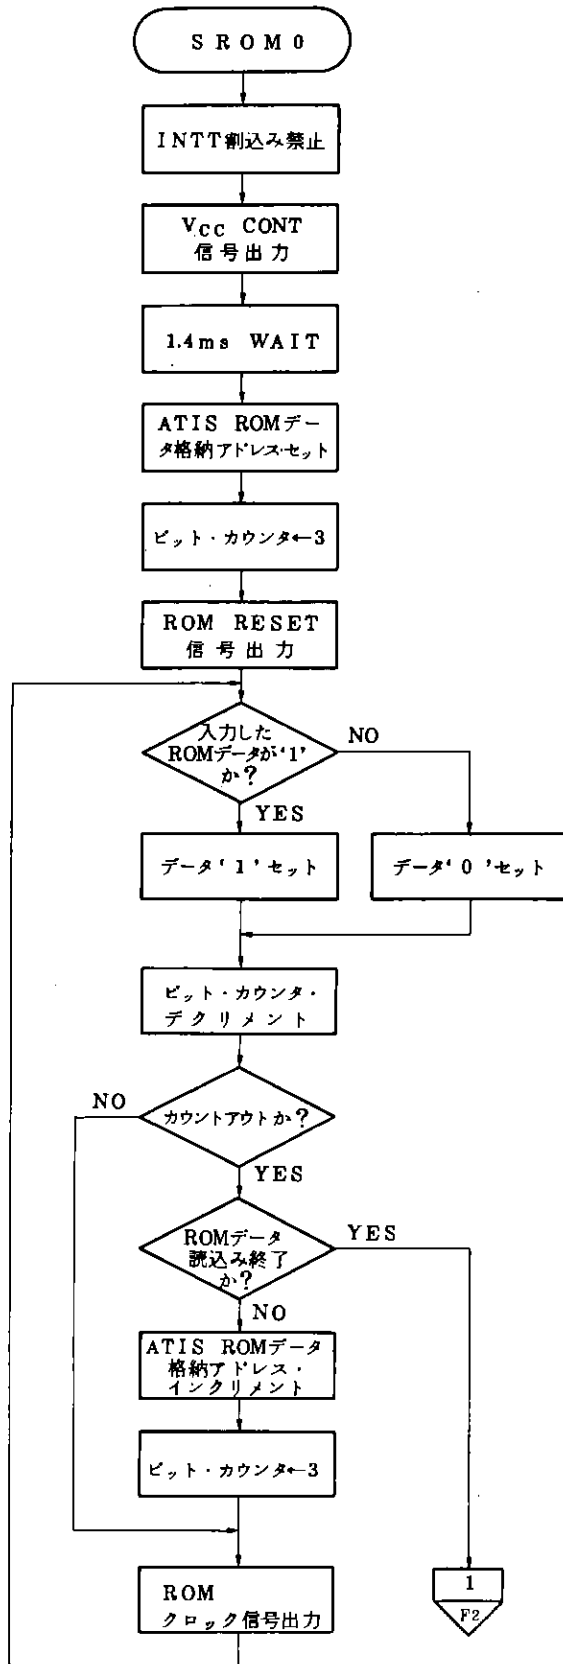 SROM0
INTT割込み禁止
VCC CONT
信号出力
1.4ms WAIT
ATIS ROMデー
タ格納アドレス・セット
ビット・カウンタ←3
ROM RESET
信号出力
入力した
ROMデータが‘1’
か?
NO
YES
データ‘1’セット
データ‘0’セット
ビット・カウンタ・
デクリメント
NO
カウントアウトか?
YES
ROMデータ
読込み終了
か?
YES
NO
ATIS ROMデータ
格納アドレス・
インクリメント
ビット・カウンタ←3
ROM
クロック信号出力
1
F2